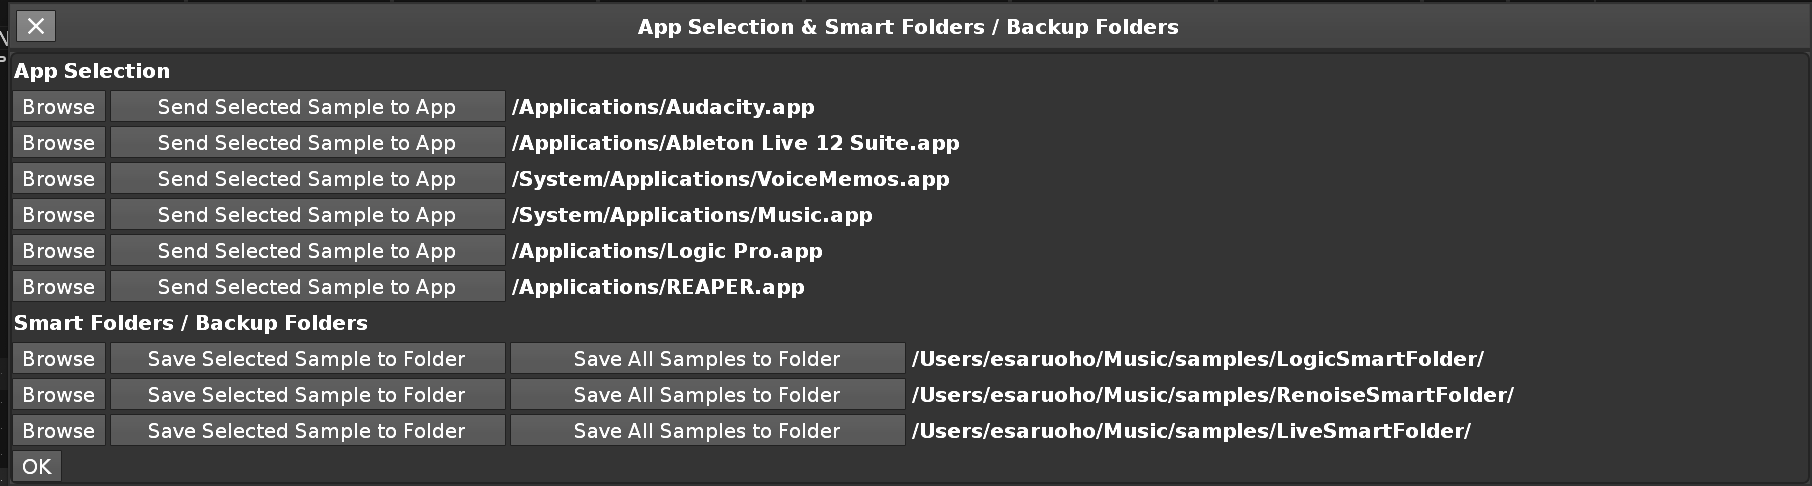 App Selection & Smart Folders / Backup Folders
App Selection
Browse Send Selected Sample to App /Applications/Audacity.app
Browse Send Selected Sample to App /Applications/Ableton Live 12 Suite.app
Browse Send Selected Sample to App /System/Applications/VoiceMemos.app
Browse Send Selected Sample to App /System/Applications/Music.app
Browse Send Selected Sample to App /Applications/Logic Pro.app
Browse Send Selected Sample to App /Applications/REAPER.app
Smart Folders / Backup Folders
Browse Save Selected Sample to Folder Save All Samples to Folder /Users/esaruoho/Music/samples/LogicSmartFolder/
Browse Save Selected Sample to Folder Save All Samples to Folder /Users/esaruoho/Music/samples/RenoiseSmartFolder/
Browse Save Selected Sample to Folder Save All Samples to Folder /Users/esaruoho/Music/samples/LiveSmartFolder/
OK